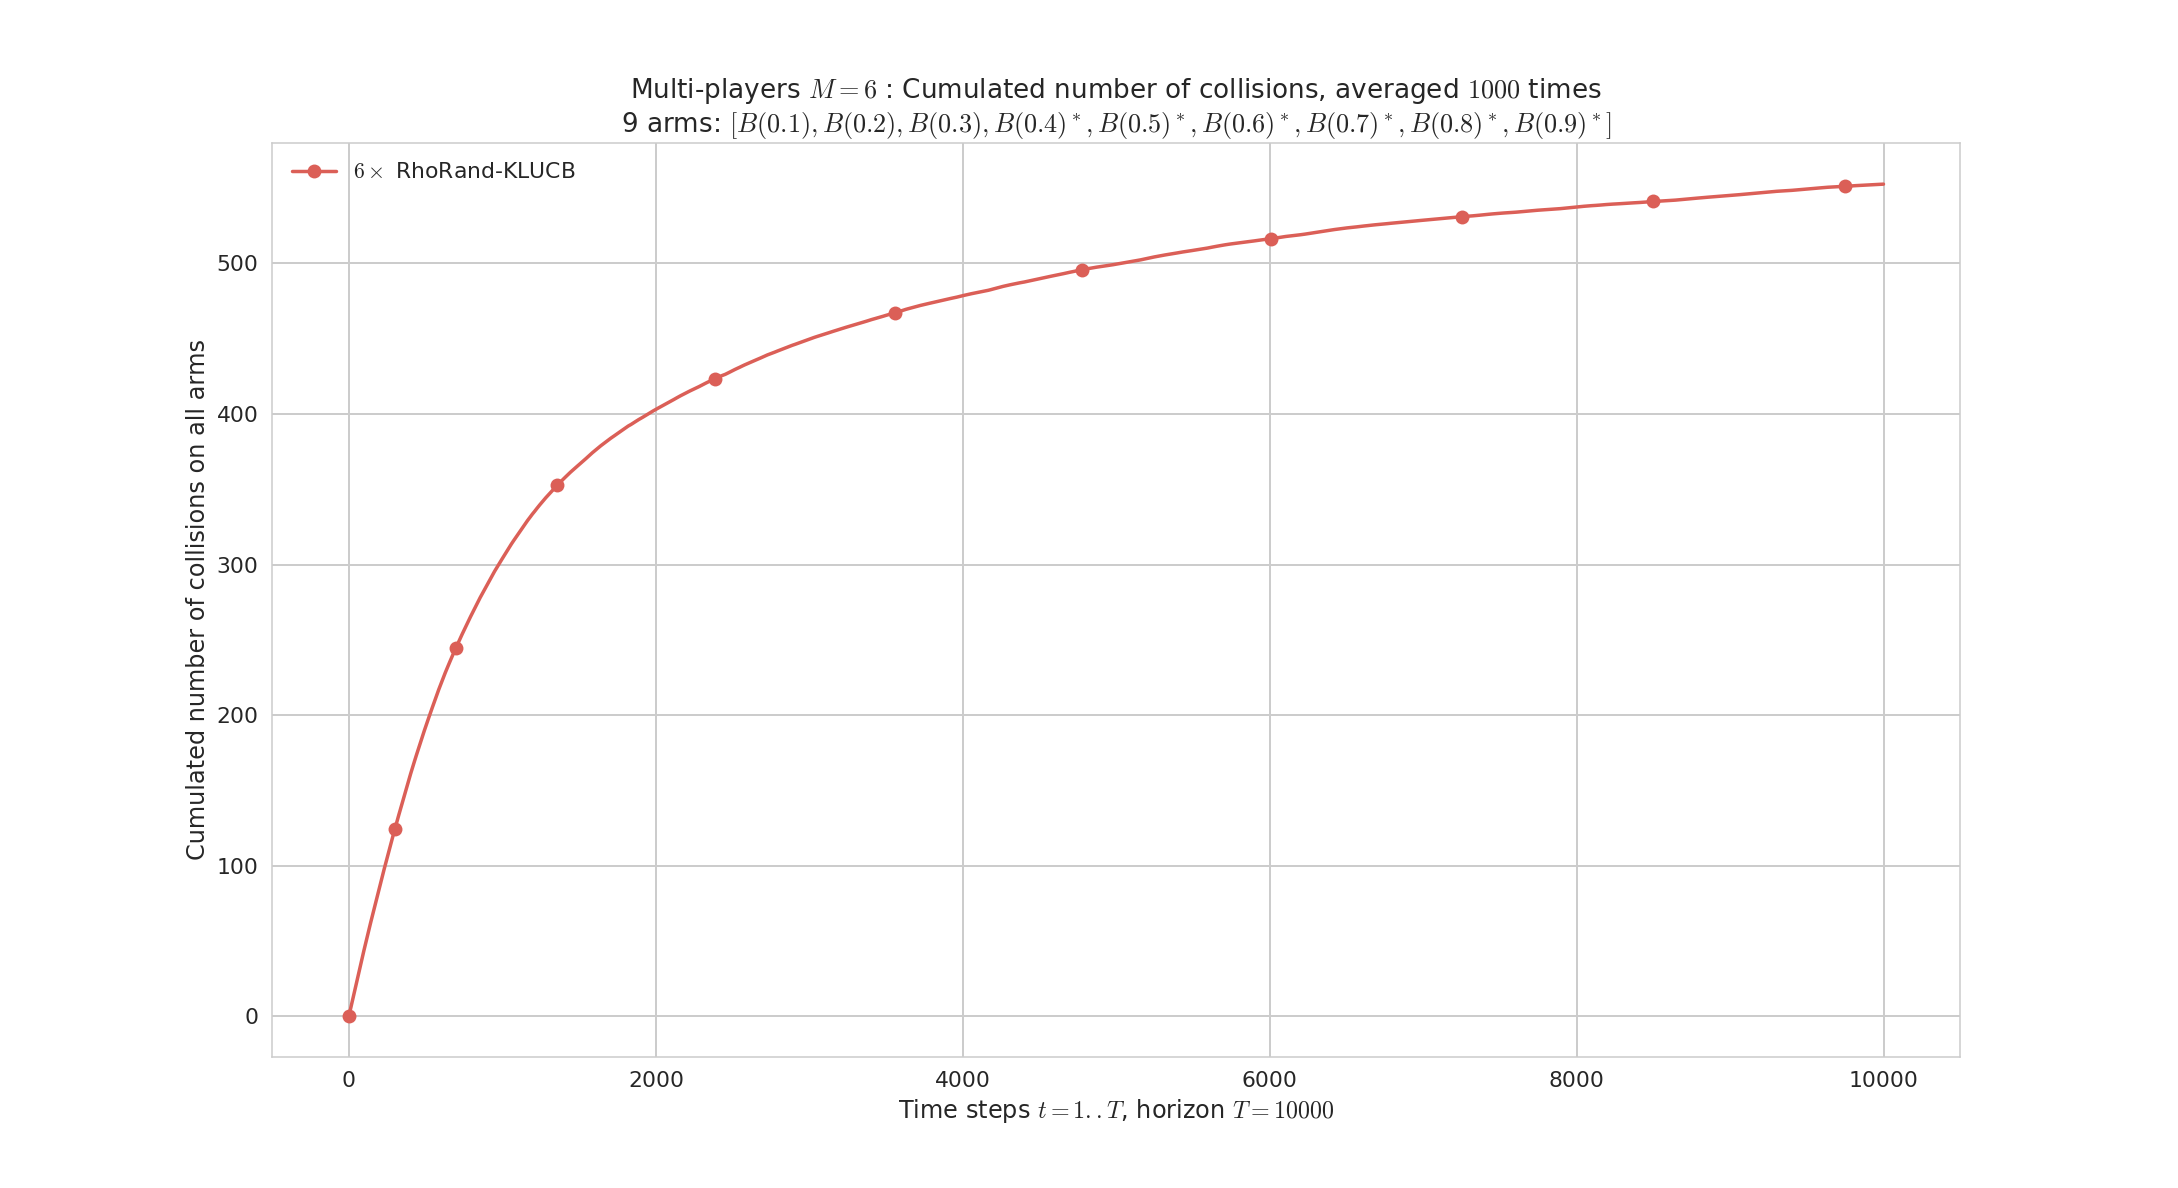 Multi-players M = 6 : Cumulated number of collisions, averaged 1000 times
9 arms: [B(0.1), B(0.2), B(0.3), B(0.4)*, B(0.5)*, B(0.6)*, B(0.7)*, B(0.8)*, B(0.9)*]
6× RhoRand-KLUCB
Cumulated number of collisions on all arms
500
400
300
200
100
0
0 2000 4000 6000 8000 10000
Time steps t = 1..T, horizon T = 10000